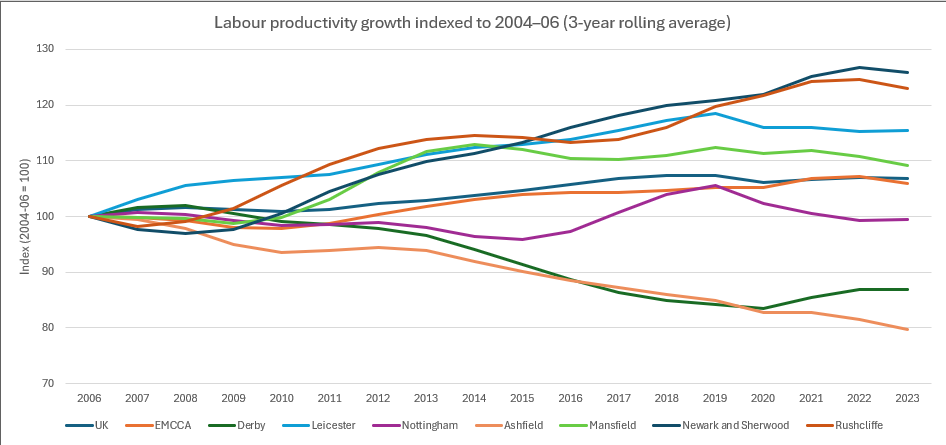 Labour productivity growth indexed to 2004–06 (3-year rolling average)
130
120
110
100
90
80
70
Index (2004-06 = 100)
2006 2007 2008 2009 2010 2011 2012 2013 2014 2015 2016 2017 2018 2019 2020 2021 2022 2023
UK EMCCA Derby Leicester Nottingham Ashfield Mansfield Newark and Sherwood Rushcliffe